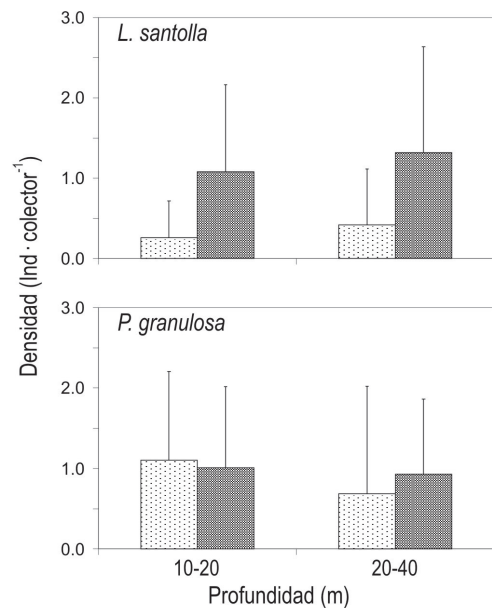 3.0
L. santolla
2.0
1.0
0.0
Densidad (Ind · colector⁻¹)
3.0
P. granulosa
2.0
1.0
0.0
10-20 20-40
Profundidad (m)